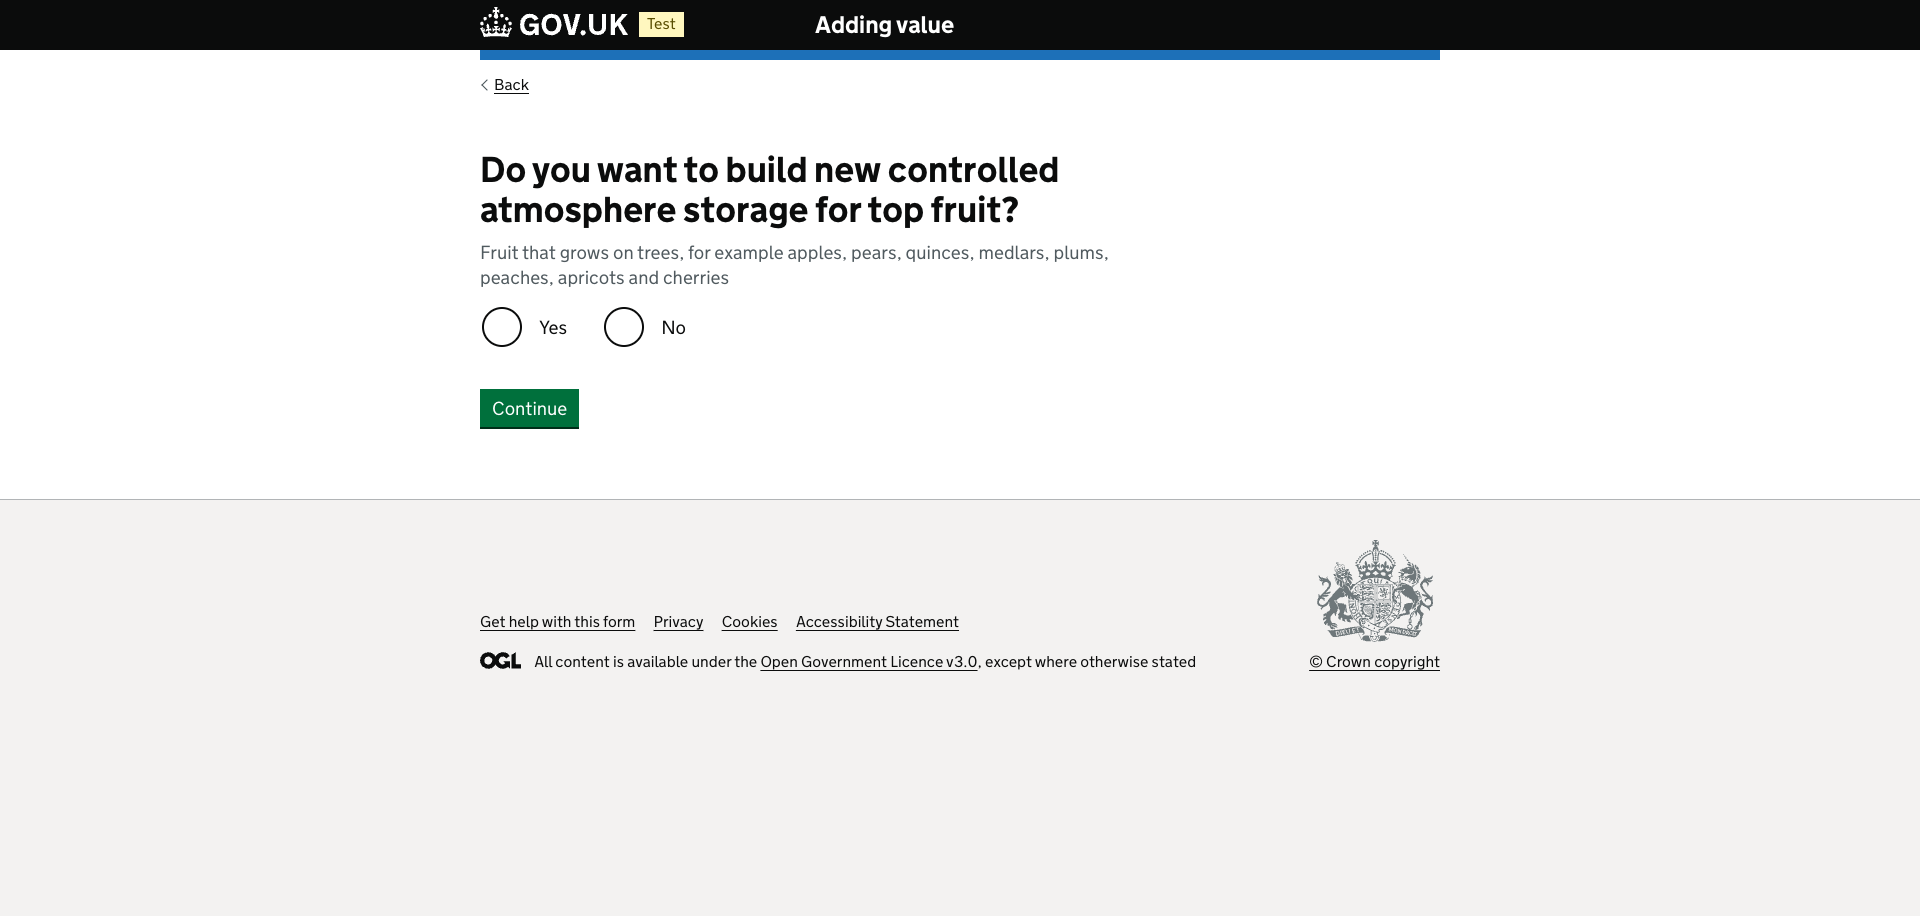 GOV.UK Test Adding value
Back
Do you want to build new controlled
atmosphere storage for top fruit?
Fruit that grows on trees, for example apples, pears, quinces, medlars, plums,
peaches, apricots and cherries
Yes No
Continue
Get help with this form Privacy Cookies Accessibility Statement
OGL All content is available under the Open Government Licence v3.0, except where otherwise stated
© Crown copyright